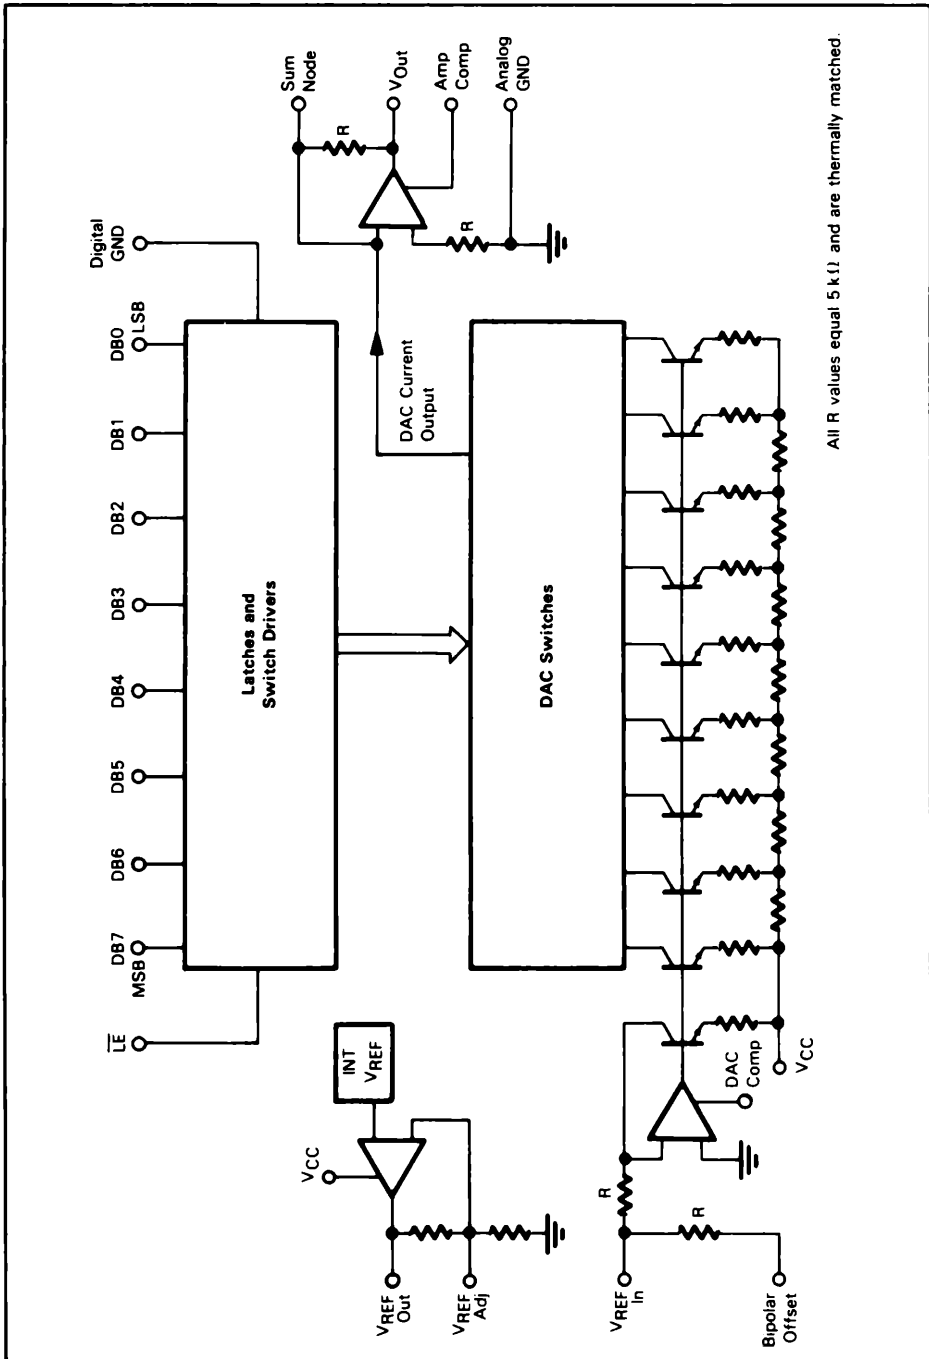 LE
DB7
MSB
DB6
DB5
DB4
DB3
DB2
DB1
DB0
LSB
Digital
GND
Latches and
Switch Drivers
Sum
Node
R
VOut
Amp
Comp
R
Analog
GND
DAC Current
Output
INT
VREF
VCC
VREF
Out
VREF
Adj
DAC Switches
VREF
In
R
R
Bipolar
Offset
DAC
Comp
VCC
All R values equal 5 kΩ and are thermally matched.